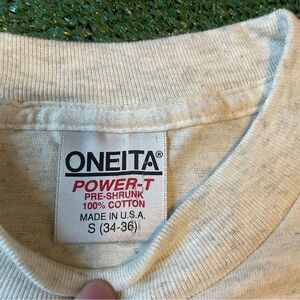 ONEITA®
POWER-T
PRE-SHRUNK
100% COTTON
MADE IN U.S.A.
S (34-36)